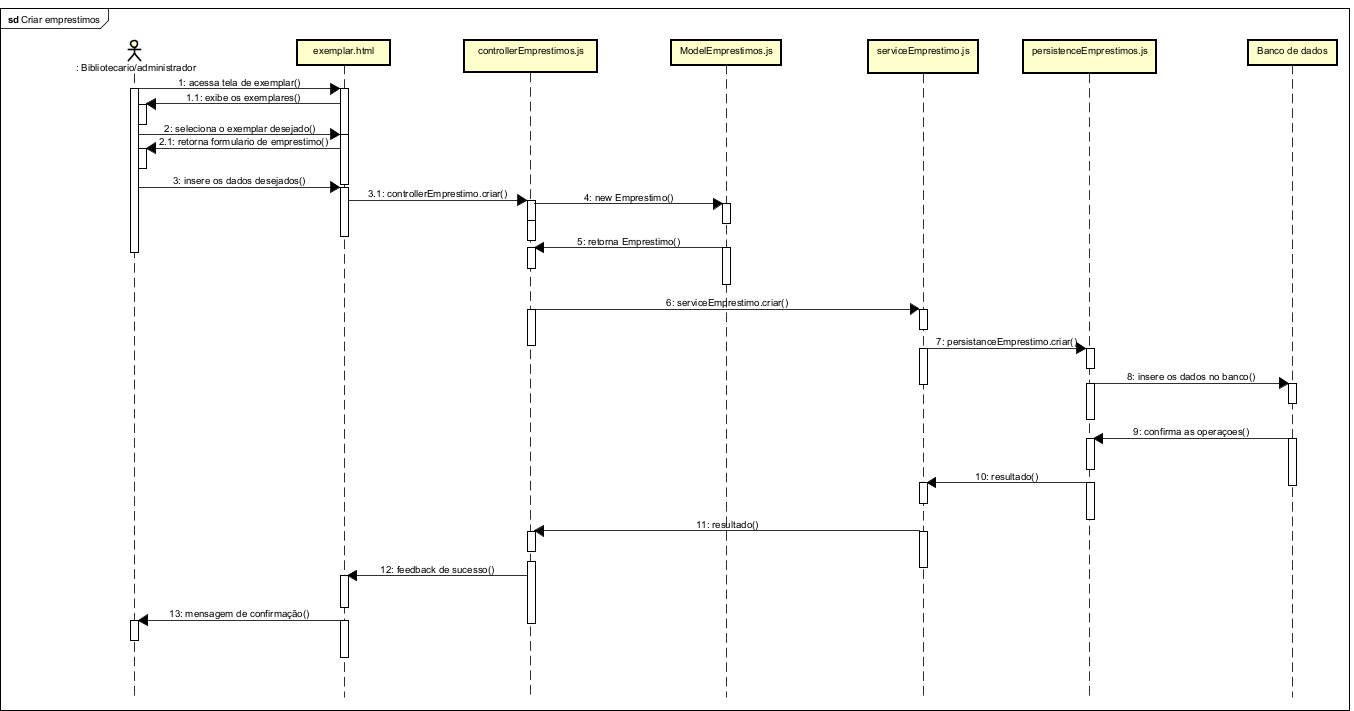 sd Criar emprestimos
exemplar.html
controllerEmprestimos.js
ModelEmprestimos.js
serviceEmprestimo.js
persistenceEmprestimos.js
Banco de dados
: Bibliotecario/administrador
1: acessa tela de exemplar()
1.1: exibe os exemplares()
2: seleciona o exemplar desejado()
2.1: retorna formulario de emprestimo()
3: insere os dados desejados()
3.1: controllerEmprestimo.criar()
4: new Emprestimo()
5: retorna Emprestimo()
6: serviceEmprestimo.criar()
7: persistanceEmprestimo.criar()
8: insere os dados no banco()
9: confirma as operaçoes()
10: resultado()
11: resultado()
12: feedback de sucesso()
13: mensagem de confirmação()